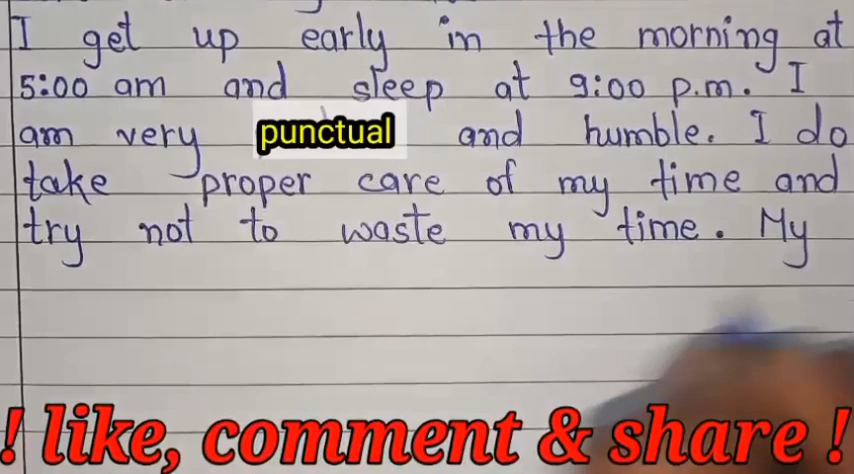 I get up early in the morning at
5:00 am and sleep at 9:00 p.m. I
am very punctual and humble. I do
take proper care of my time and
try not to waste my time. My
! like, comment & share !